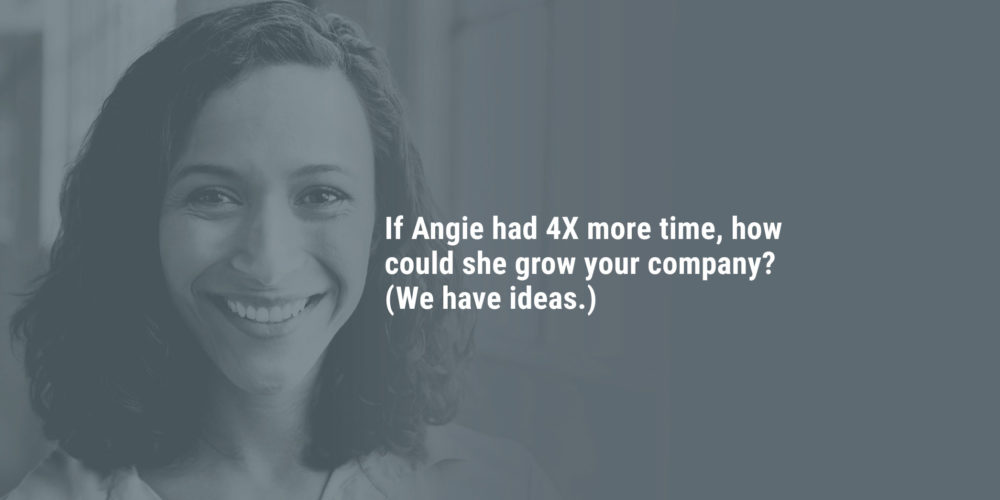 If Angie had 4X more time, how
could she grow your company?
(We have ideas.)